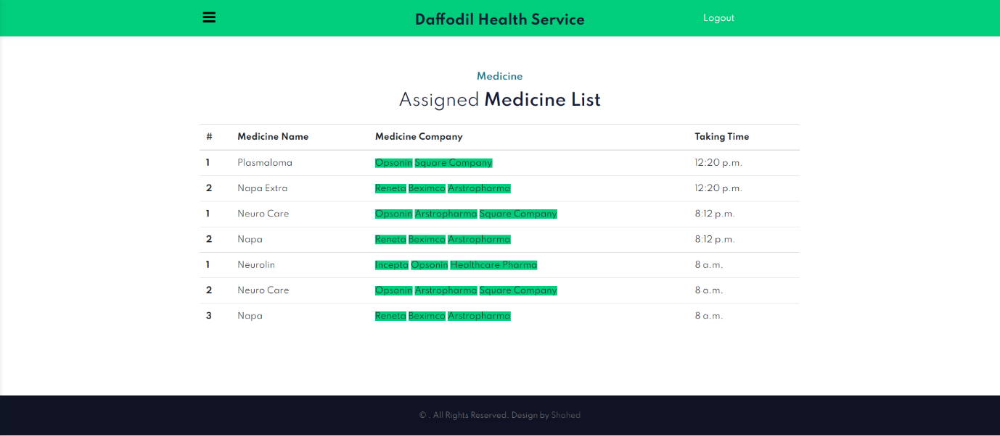 Daffodil Health Service Logout
Medicine
Assigned Medicine List
# Medicine Name Medicine Company Taking Time
1 Plasmaloma Opsonin Square Company 12:20 p.m.
2 Napa Extra Reneta Beximco Arstropharma 12:20 p.m.
1 Neuro Care Opsonin Arstropharma Square Company 8:12 p.m.
2 Napa Reneta Beximco Arstropharma 8:12 p.m.
1 Neurolin Incepta Opsonin Healthcare Pharma 8 a.m.
2 Neuro Care Opsonin Arstropharma Square Company 8 a.m.
3 Napa Reneta Beximco Arstropharma 8 a.m.
© . All Rights Reserved. Design by Shahed